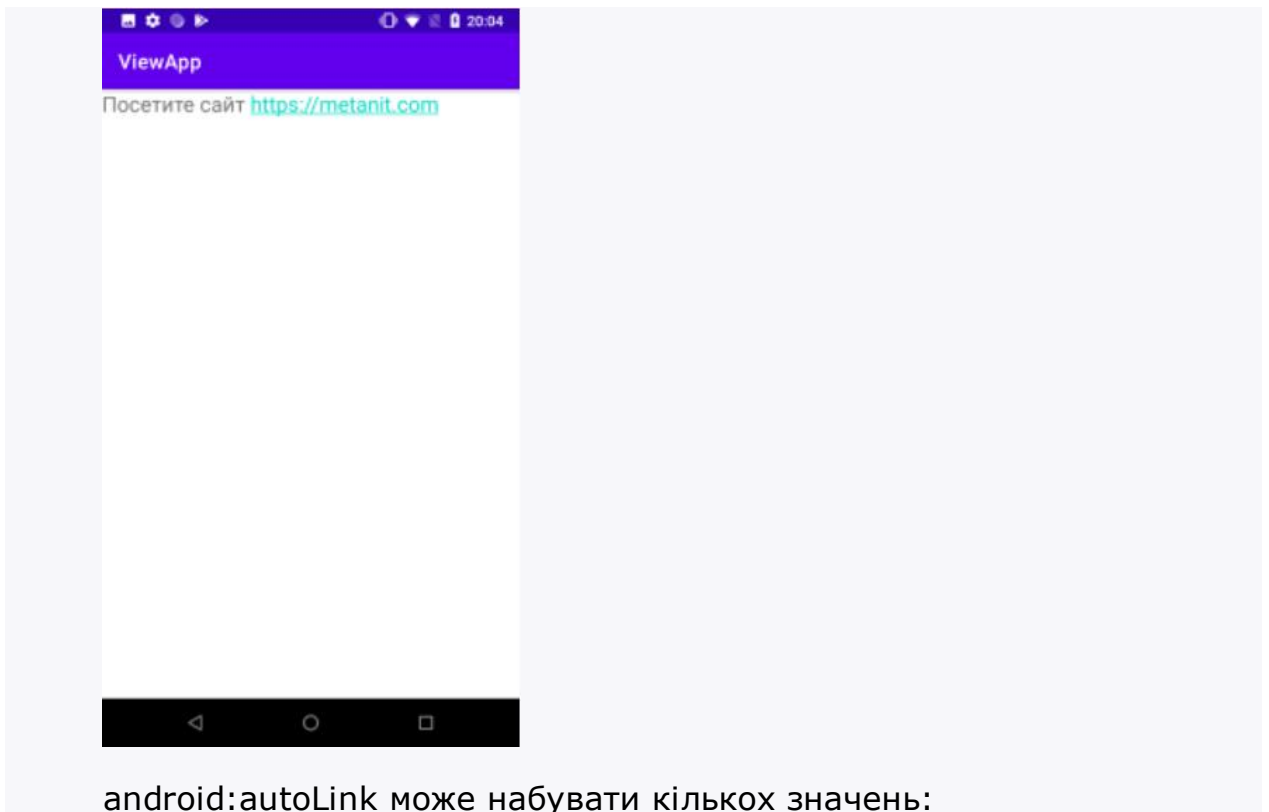 20:04
ViewApp
Посетите сайт https://metanit.com
android:autoLink може набувати кількох значень: